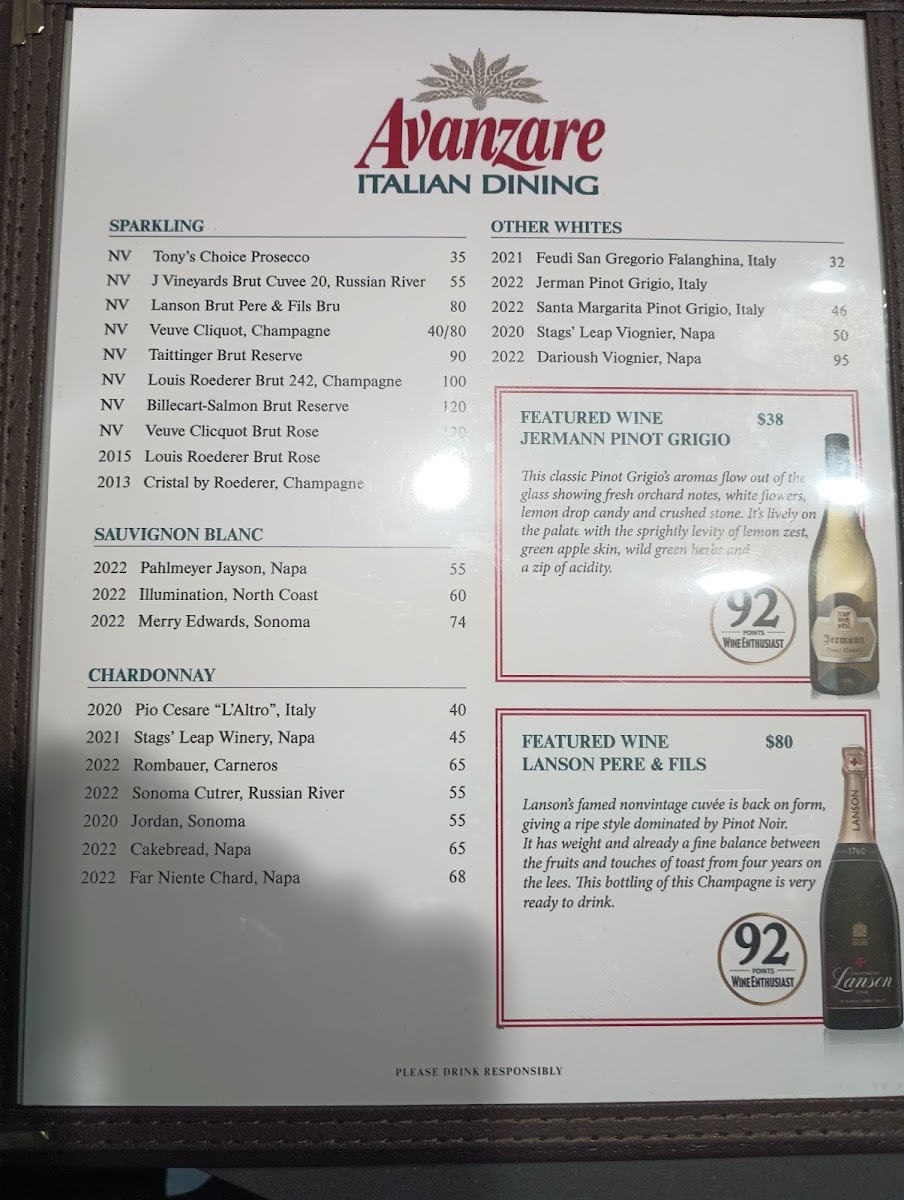 Avanzare
ITALIAN DINING
SPARKLING
NV Tony's Choice Prosecco 35
NV J Vineyards Brut Cuvee 20, Russian River 55
NV Lanson Brut Pere & Fils Bru 80
NV Veuve Cliquot, Champagne 40/80
NV Taittinger Brut Reserve 90
NV Louis Roederer Brut 242, Champagne 100
NV Billecart-Salmon Brut Reserve 120
NV Veuve Clicquot Brut Rose 120
2015 Louis Roederer Brut Rose
2013 Cristal by Roederer, Champagne
SAUVIGNON BLANC
2022 Pahlmeyer Jayson, Napa 55
2022 Illumination, North Coast 60
2022 Merry Edwards, Sonoma 74
CHARDONNAY
2020 Pio Cesare “L'Altro”, Italy 40
2021 Stags' Leap Winery, Napa 45
2022 Rombauer, Carneros 65
2022 Sonoma Cutrer, Russian River 55
2020 Jordan, Sonoma 55
2022 Cakebread, Napa 65
2022 Far Niente Chard, Napa 68
OTHER WHITES
2021 Feudi San Gregorio Falanghina, Italy 32
2022 Jerman Pinot Grigio, Italy
2022 Santa Margarita Pinot Grigio, Italy 46
2020 Stags' Leap Viognier, Napa 50
2022 Darioush Viognier, Napa 95
FEATURED WINE $38
JERMANN PINOT GRIGIO
This classic Pinot Grigio's aromas flow out of the
glass showing fresh orchard notes, white flowers,
lemon drop candy and crushed stone. It's lively on
the palate with the sprightly levity of lemon zest,
green apple skin, wild green herbs and
a zip of acidity.
92
POINTS
WINE ENTHUSIAST
Jermann
Pinot Grigio
FEATURED WINE $80
LANSON PERE & FILS
Lanson's famed nonvintage cuvée is back on form,
giving a ripe style dominated by Pinot Noir.
It has weight and already a fine balance between
the fruits and touches of toast from four years on
the lees. This bottling of this Champagne is very
ready to drink.
92
POINTS
WINE ENTHUSIAST
LANSON
1760
CHAMPAGNE
Lanson
PLEASE DRINK RESPONSIBLY